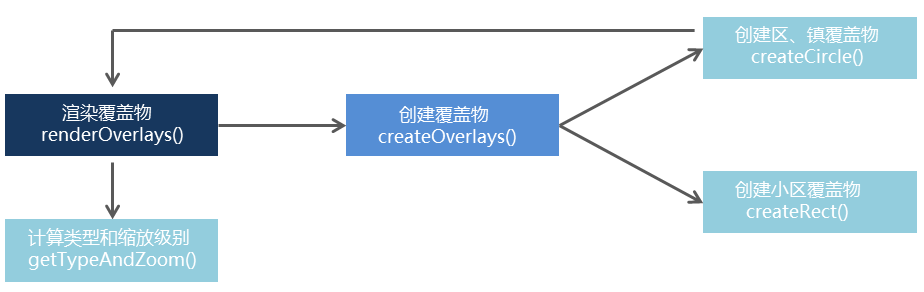 创建区、镇覆盖物
createCircle()
渲染覆盖物
renderOverlays()
创建覆盖物
createOverlays()
创建小区覆盖物
createRect()
计算类型和缩放级别
getTypeAndZoom()